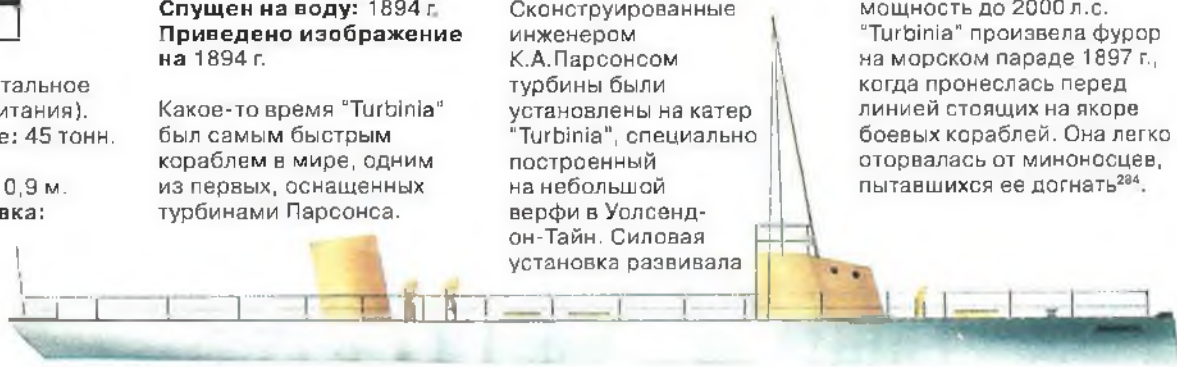 тальное
итания).
е: 45 тонн.
0,9 м.
вка:
Спущен на воду: 1894 г.
Приведено изображение
на 1894 г.
Какое-то время "Turbinia"
был самым быстрым
кораблем в мире, одним
из первых, оснащенных
турбинами Парсонса.
Сконструированные
инженером
К.А.Парсонсом
турбины были
установлены на катер
"Turbinia", специально
построенный
на небольшой
верфи в Уолсенд-
он-Тайн. Силовая
установка развивала
мощность до 2000 л.с.
"Turbinia" произвела фурор
на морском параде 1897 г.,
когда пронеслась перед
линией стоящих на якоре
боевых кораблей. Она легко
оторвалась от миноносцев,
пытавшихся ее догнать²⁸⁴.